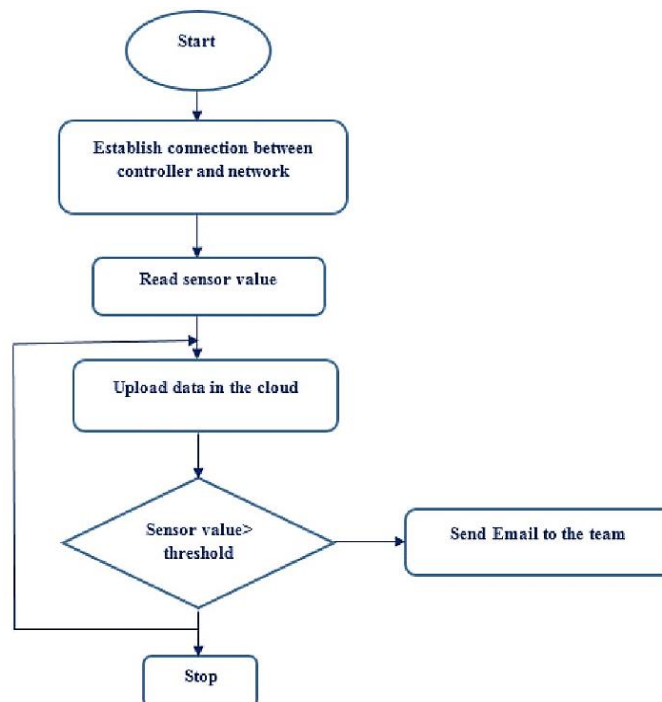 Start
Establish connection between
controller and network
Read sensor value
Upload data in the cloud
Sensor value>
threshold
Send Email to the team
Stop